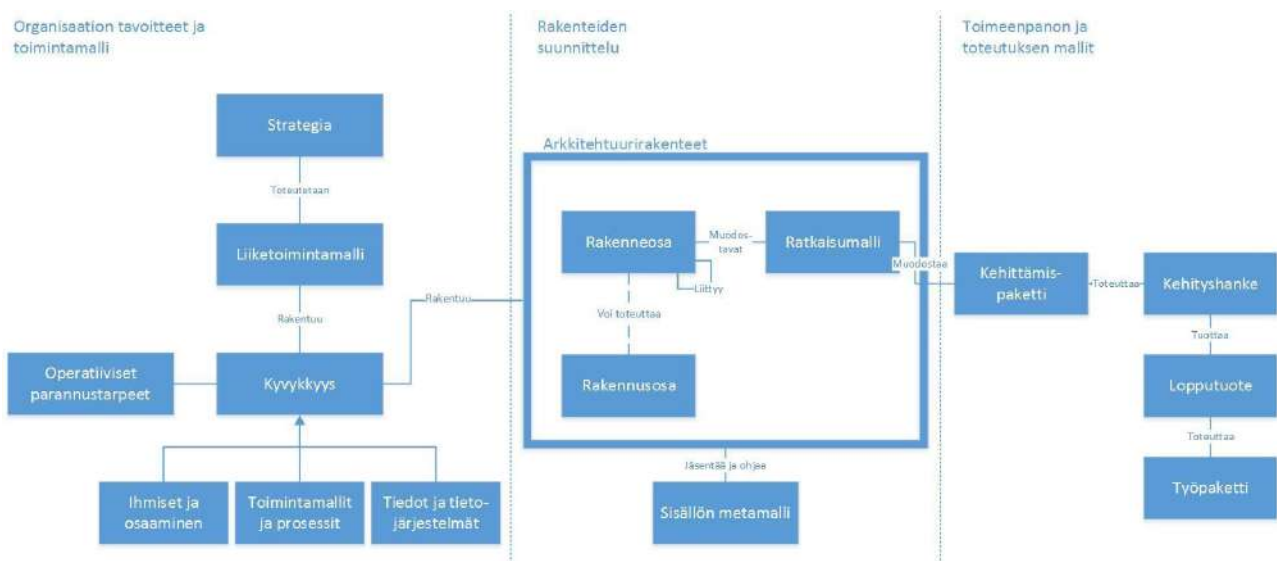 Organisaation tavoitteet ja
toimintamalli
Rakenteiden
suunnittelu
Toimeenpanon ja
toteutuksen mallit
Strategia
Toteutetaan
Liiketoimintamalli
Rakentuu
Operatiiviset
parannustarpeet
Kyvykkyys
Rakentuu
Ihmiset ja
osaaminen
Toimintamallit
ja prosessit
Tiedot ja tieto-
järjestelmät
Arkkitehtuurirakenteet
Rakenneosa
Muodos-
tavat
Ratkaisumalli
Liittyy
Voi toteuttaa
Rakennusosa
Muodostaa
Jäsentää ja ohjaa
Sisällön metamalli
Kehittämis-
paketti
Toteuttaa
Kehityshanke
Tuottaa
Lopputuote
Toteuttaa
Työpaketti